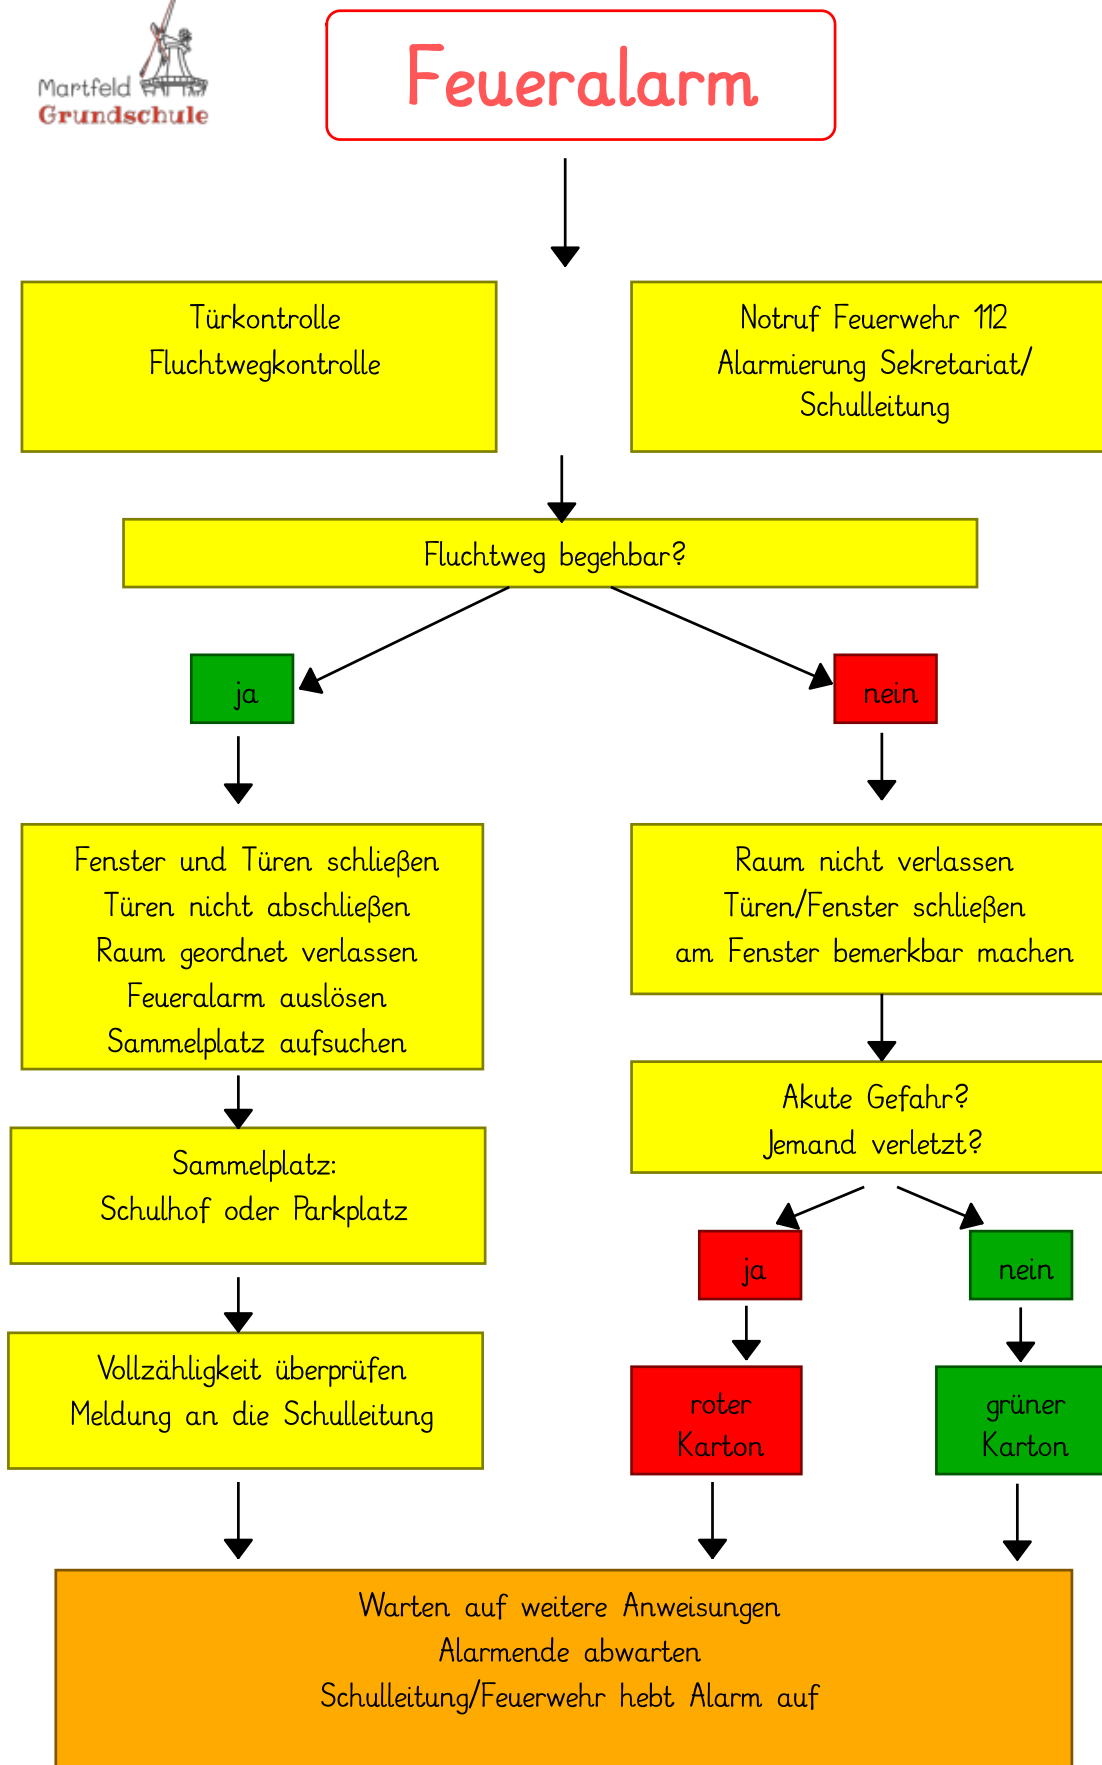 Martfeld
Grundschule
Feueralarm
Türkontrolle
Fluchtwegkontrolle
Notruf Feuerwehr 112
Alarmierung Sekretariat/
Schulleitung
Fluchtweg begehbar?
ja
nein
Fenster und Türen schließen
Türen nicht abschließen
Raum geordnet verlassen
Feueralarm auslösen
Sammelplatz aufsuchen
Sammelplatz:
Schulhof oder Parkplatz
Vollzähligkeit überprüfen
Meldung an die Schulleitung
Raum nicht verlassen
Türen/Fenster schließen
am Fenster bemerkbar machen
Akute Gefahr?
Jemand verletzt?
ja
nein
roter
Karton
grüner
Karton
Warten auf weitere Anweisungen
Alarmende abwarten
Schulleitung/Feuerwehr hebt Alarm auf